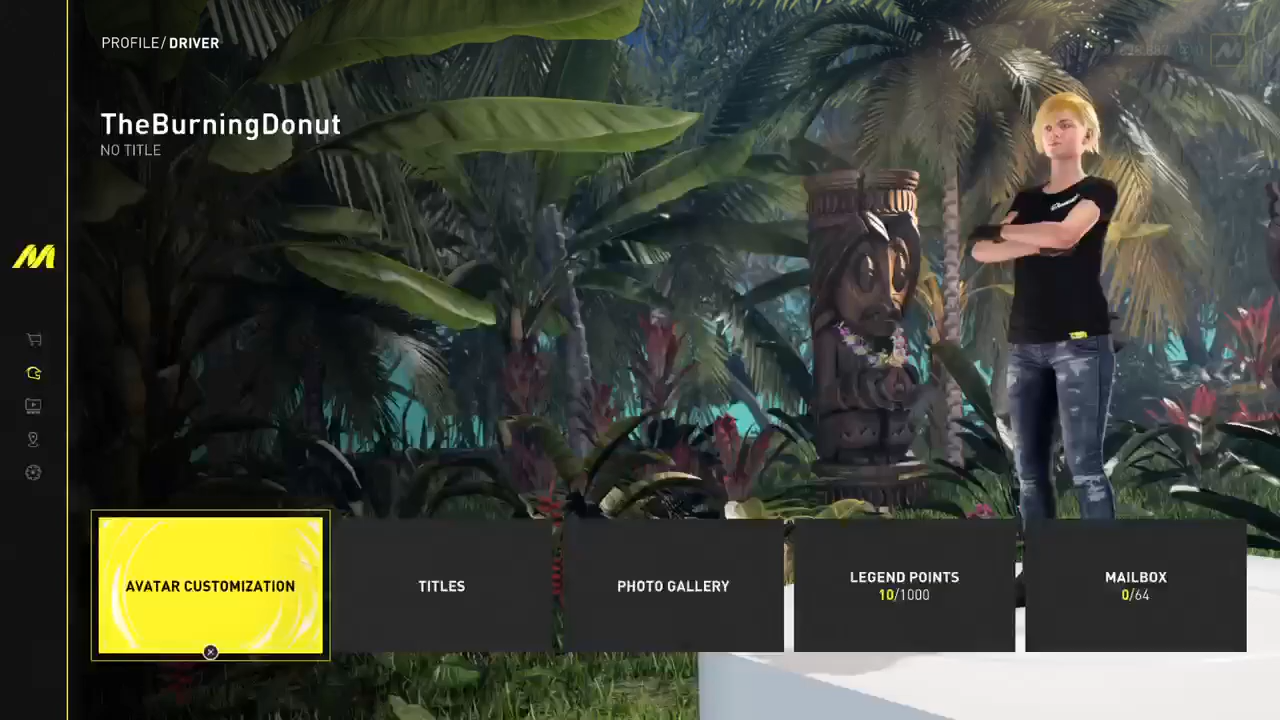 PROFILE/DRIVER
TheBurningDonut
NO TITLE
AVATAR CUSTOMIZATION
TITLES
PHOTO GALLERY
LEGEND POINTS
10/1000
MAILBOX
0/64